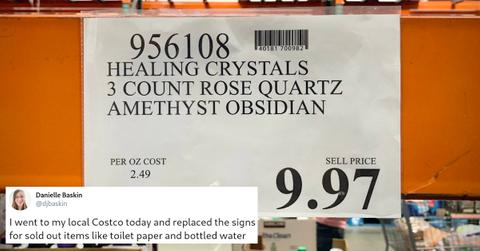 956108
40181 700982
HEALING CRYSTALS
3 COUNT ROSE QUARTZ
AMETHYST OBSIDIAN
PER OZ COST
2.49
SELL PRICE
9.97
Danielle Baskin
@djbaskin
I went to my local Costco today and replaced the signs
for sold out items like toilet paper and bottled water